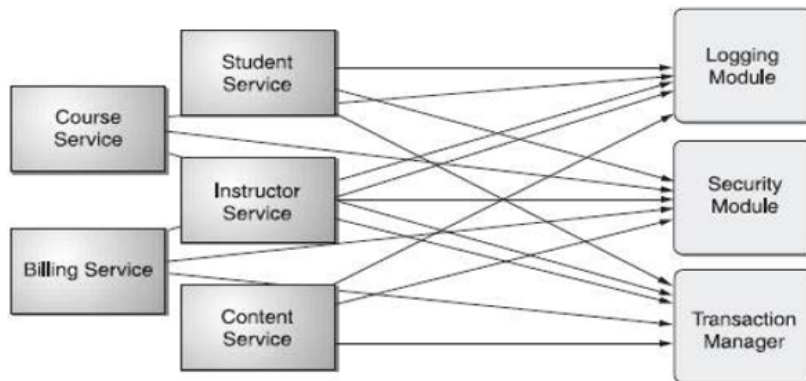 Student
Service
Logging
Module
Course
Service
Instructor
Service
Security
Module
Billing Service
Content
Service
Transaction
Manager